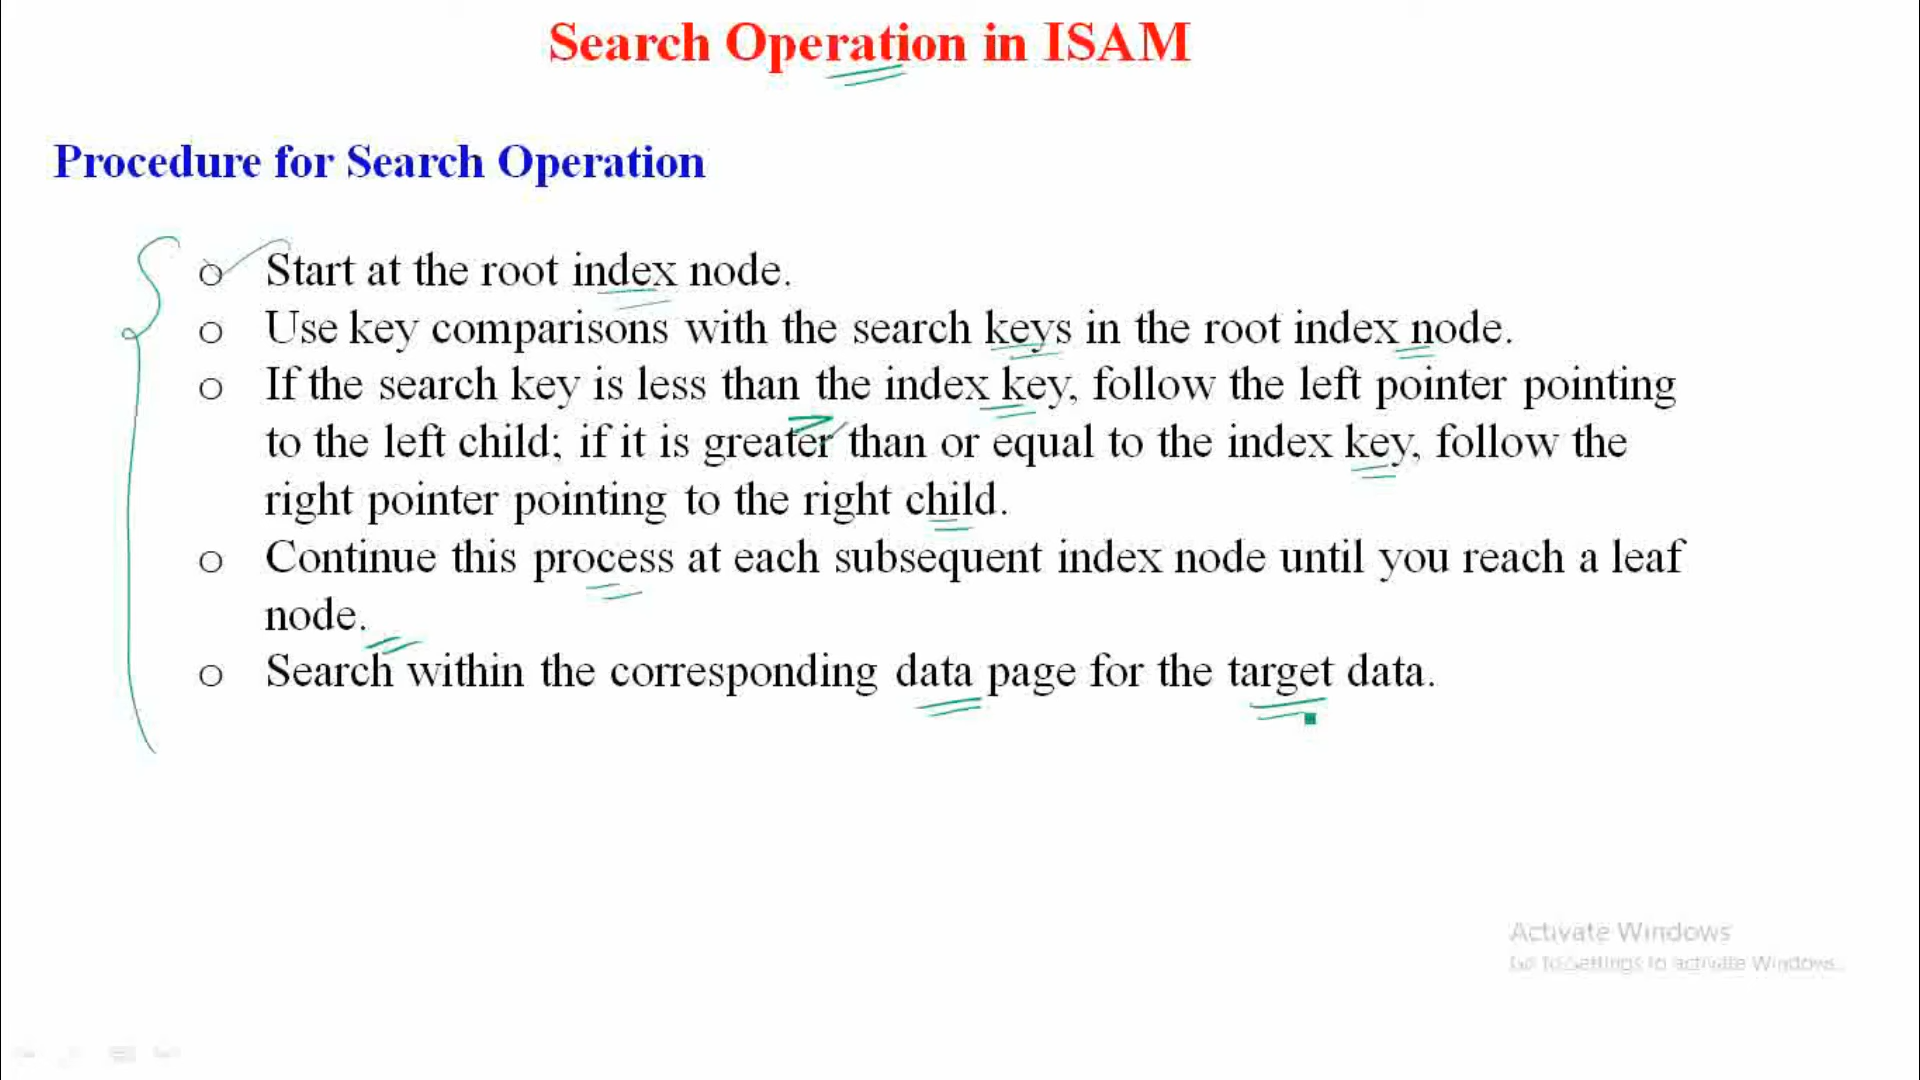 Search Operation in ISAM
Procedure for Search Operation
o Start at the root index node.
o Use key comparisons with the search keys in the root index node.
o If the search key is less than the index key, follow the left pointer pointing
to the left child; if it is greater than or equal to the index key, follow the
right pointer pointing to the right child.
o Continue this process at each subsequent index node until you reach a leaf
node.
o Search within the corresponding data page for the target data.
Activate Windows
Go to Settings to activate Windows.